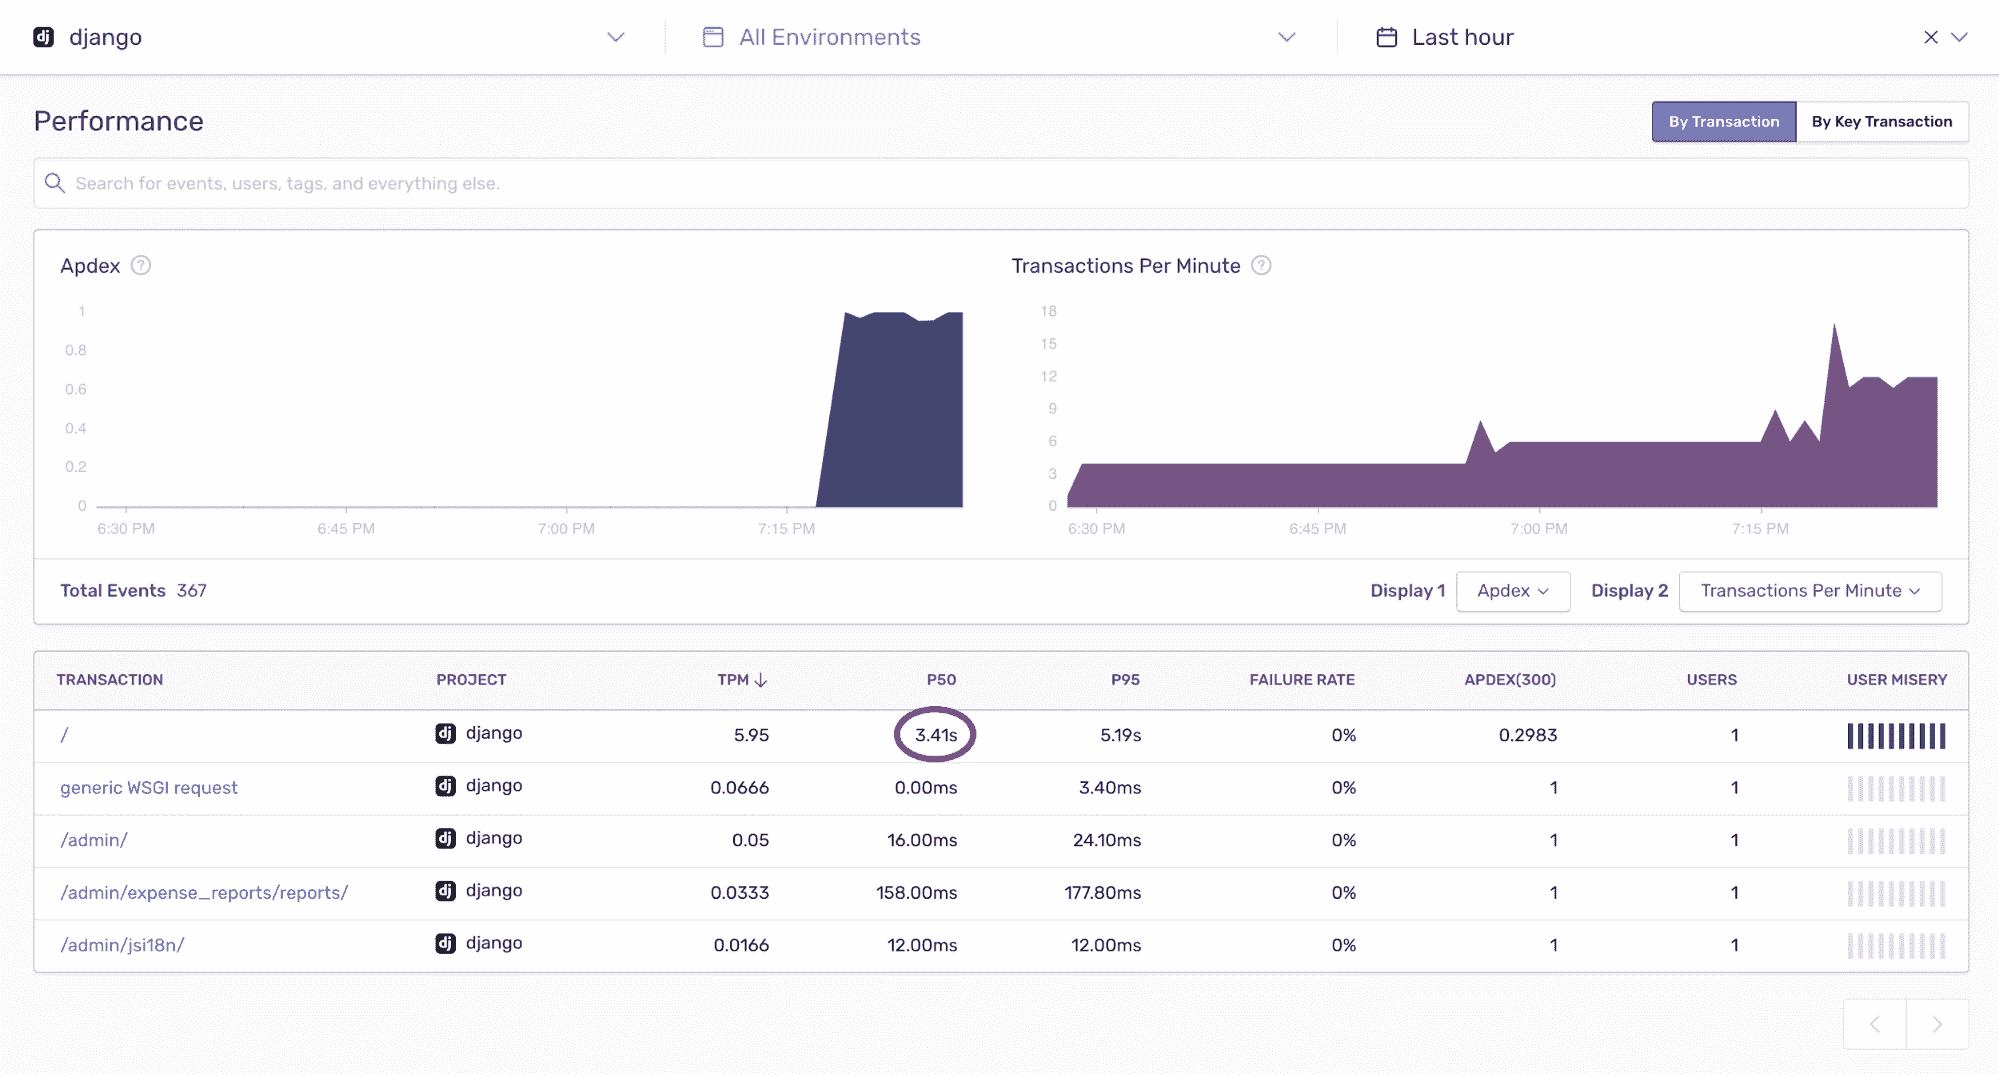 dj django All Environments Last hour
Performance By Transaction By Key Transaction
Search for events, users, tags, and everything else.
Apdex ? Transactions Per Minute ?
1
0.8
0.6
0.4
0.2
0
6:30 PM 6:45 PM 7:00 PM 7:15 PM
18
15
12
9
6
3
0
6:30 PM 6:45 PM 7:00 PM 7:15 PM
Total Events 367 Display 1 Apdex Display 2 Transactions Per Minute
TRANSACTION PROJECT TPM P50 P95 FAILURE RATE APDEX(300) USERS USER MISERY
/ dj django 5.95 3.41s 5.19s 0% 0.2983 1
generic WSGI request dj django 0.0666 0.00ms 3.40ms 0% 1 1
/admin/ dj django 0.05 16.00ms 24.10ms 0% 1 1
/admin/expense_reports/reports/ dj django 0.0333 158.00ms 177.80ms 0% 1 1
/admin/jsi18n/ dj django 0.0166 12.00ms 12.00ms 0% 1 1